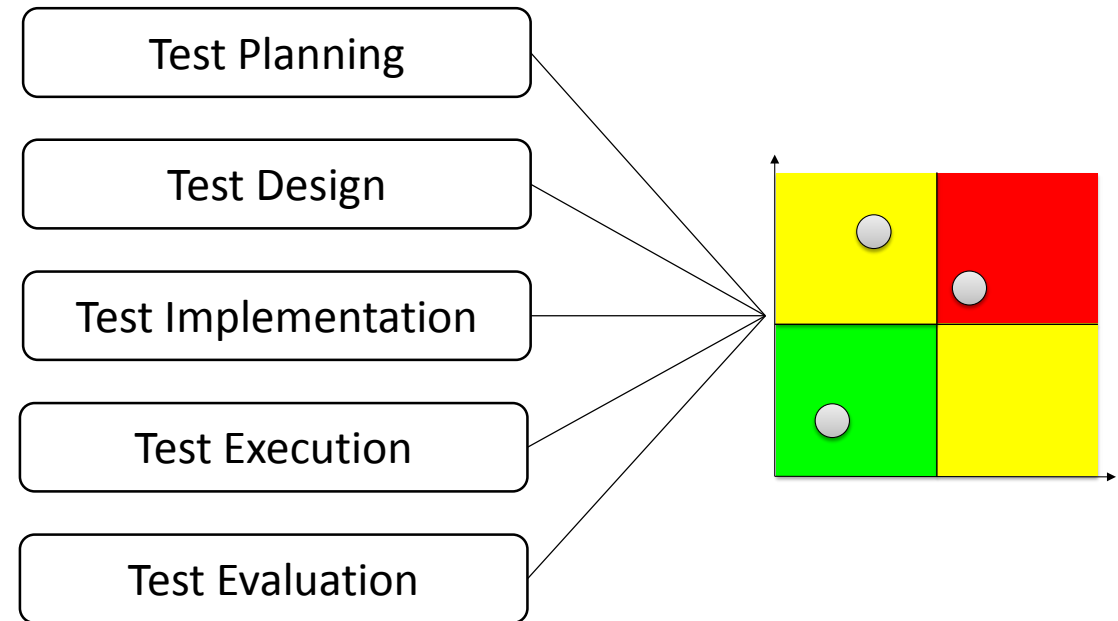 Test Planning
Test Design
Test Implementation
Test Execution
Test Evaluation